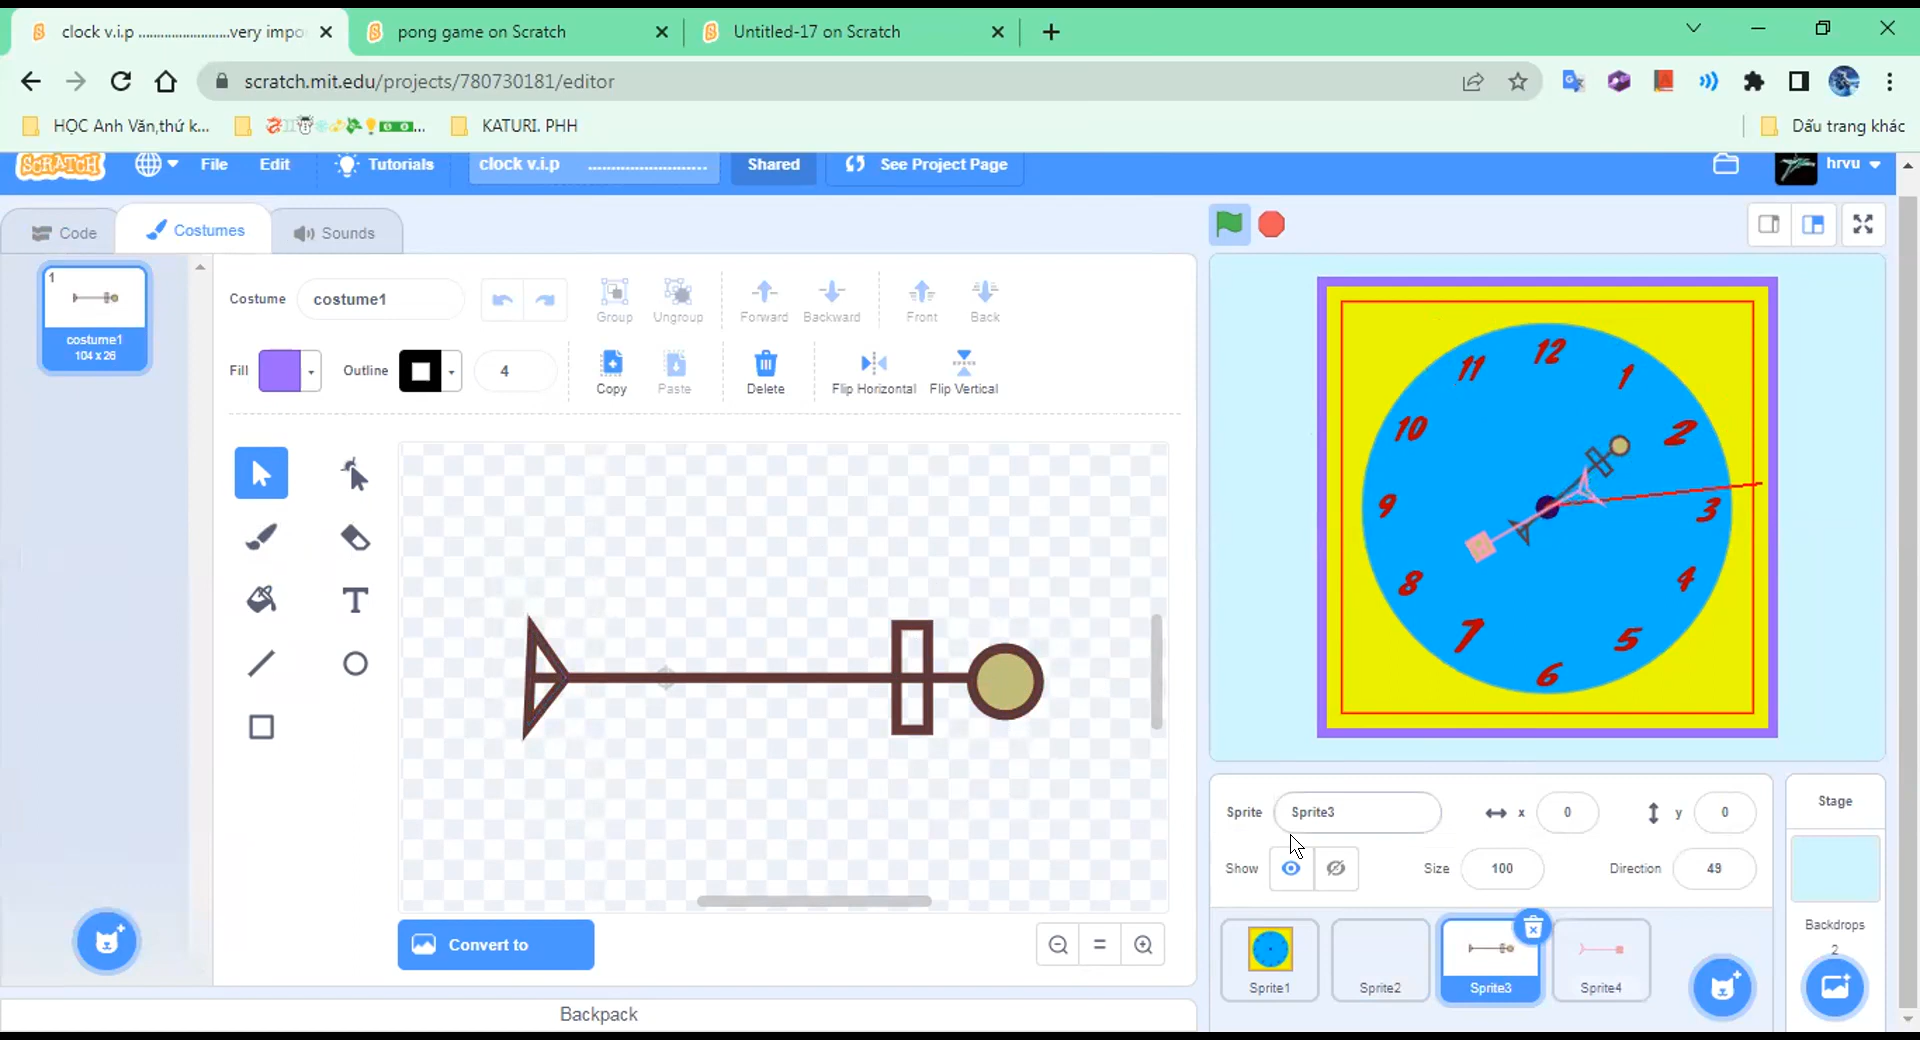 clock v.i.p ..........................very impo
pong game on Scratch
Untitled-17 on Scratch
scratch.mit.edu/projects/780730181/editor
HỌC Anh Văn,thứ k...
...
KATURI. PHH
Dấu trang khác
SCRATCH
File
Edit
Tutorials
clock v.i.p ..........................
Shared
See Project Page
hrvu
Code
Costumes
Sounds
1
costume1
104 x 26
Costume
costume1
Group
Ungroup
Forward
Backward
Front
Back
Fill
Outline
4
Copy
Paste
Delete
Flip Horizontal
Flip Vertical
T
Convert to
Backpack
12
11
1
10
2
9
3
8
4
7
5
6
Sprite
Sprite3
x
0
y
0
Show
Size
100
Direction
49
Stage
Backdrops
2
Sprite1
Sprite2
Sprite3
Sprite4